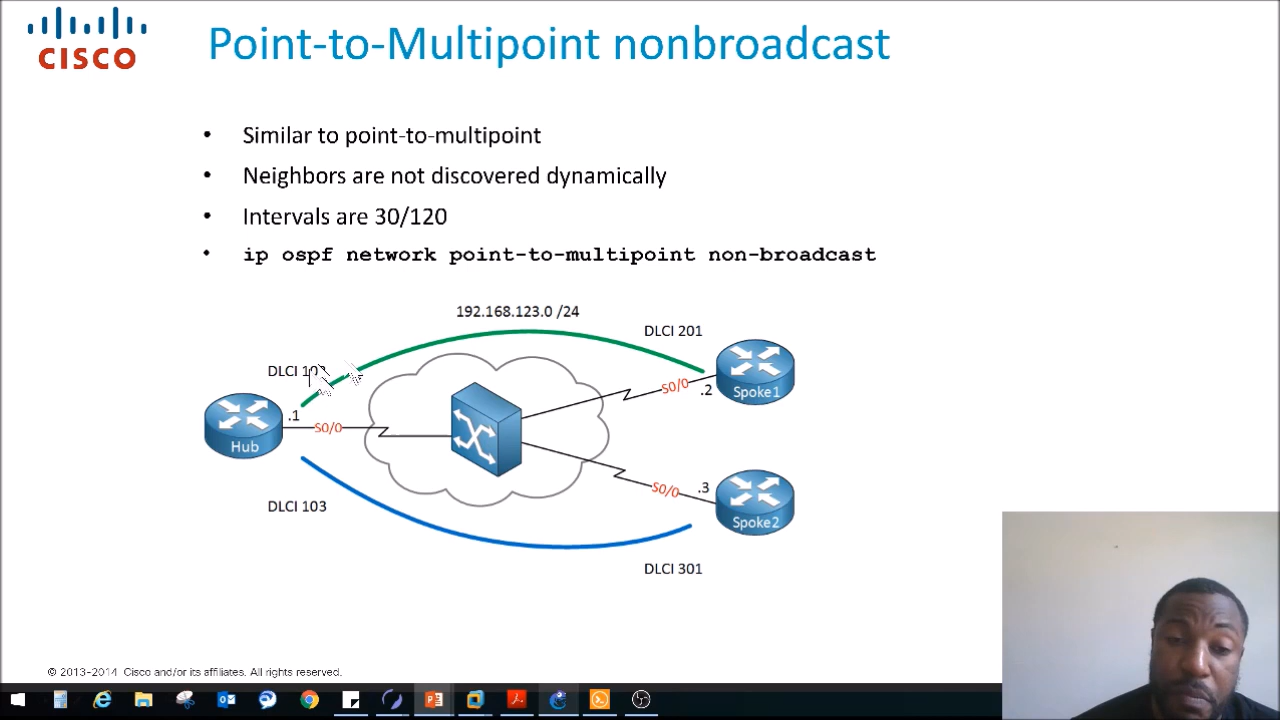 CISCO
Point-to-Multipoint nonbroadcast
• Similar to point-to-multipoint
• Neighbors are not discovered dynamically
• Intervals are 30/120
• ip ospf network point-to-multipoint non-broadcast
192.168.123.0 /24
DLCI 201
DLCI
S0/0
.2
Spoke1
.1
S0/0
Hub
S0/0
.3
Spoke2
DLCI 103
DLCI 301
© 2013-2014 Cisco and/or its affiliates. All rights reserved.